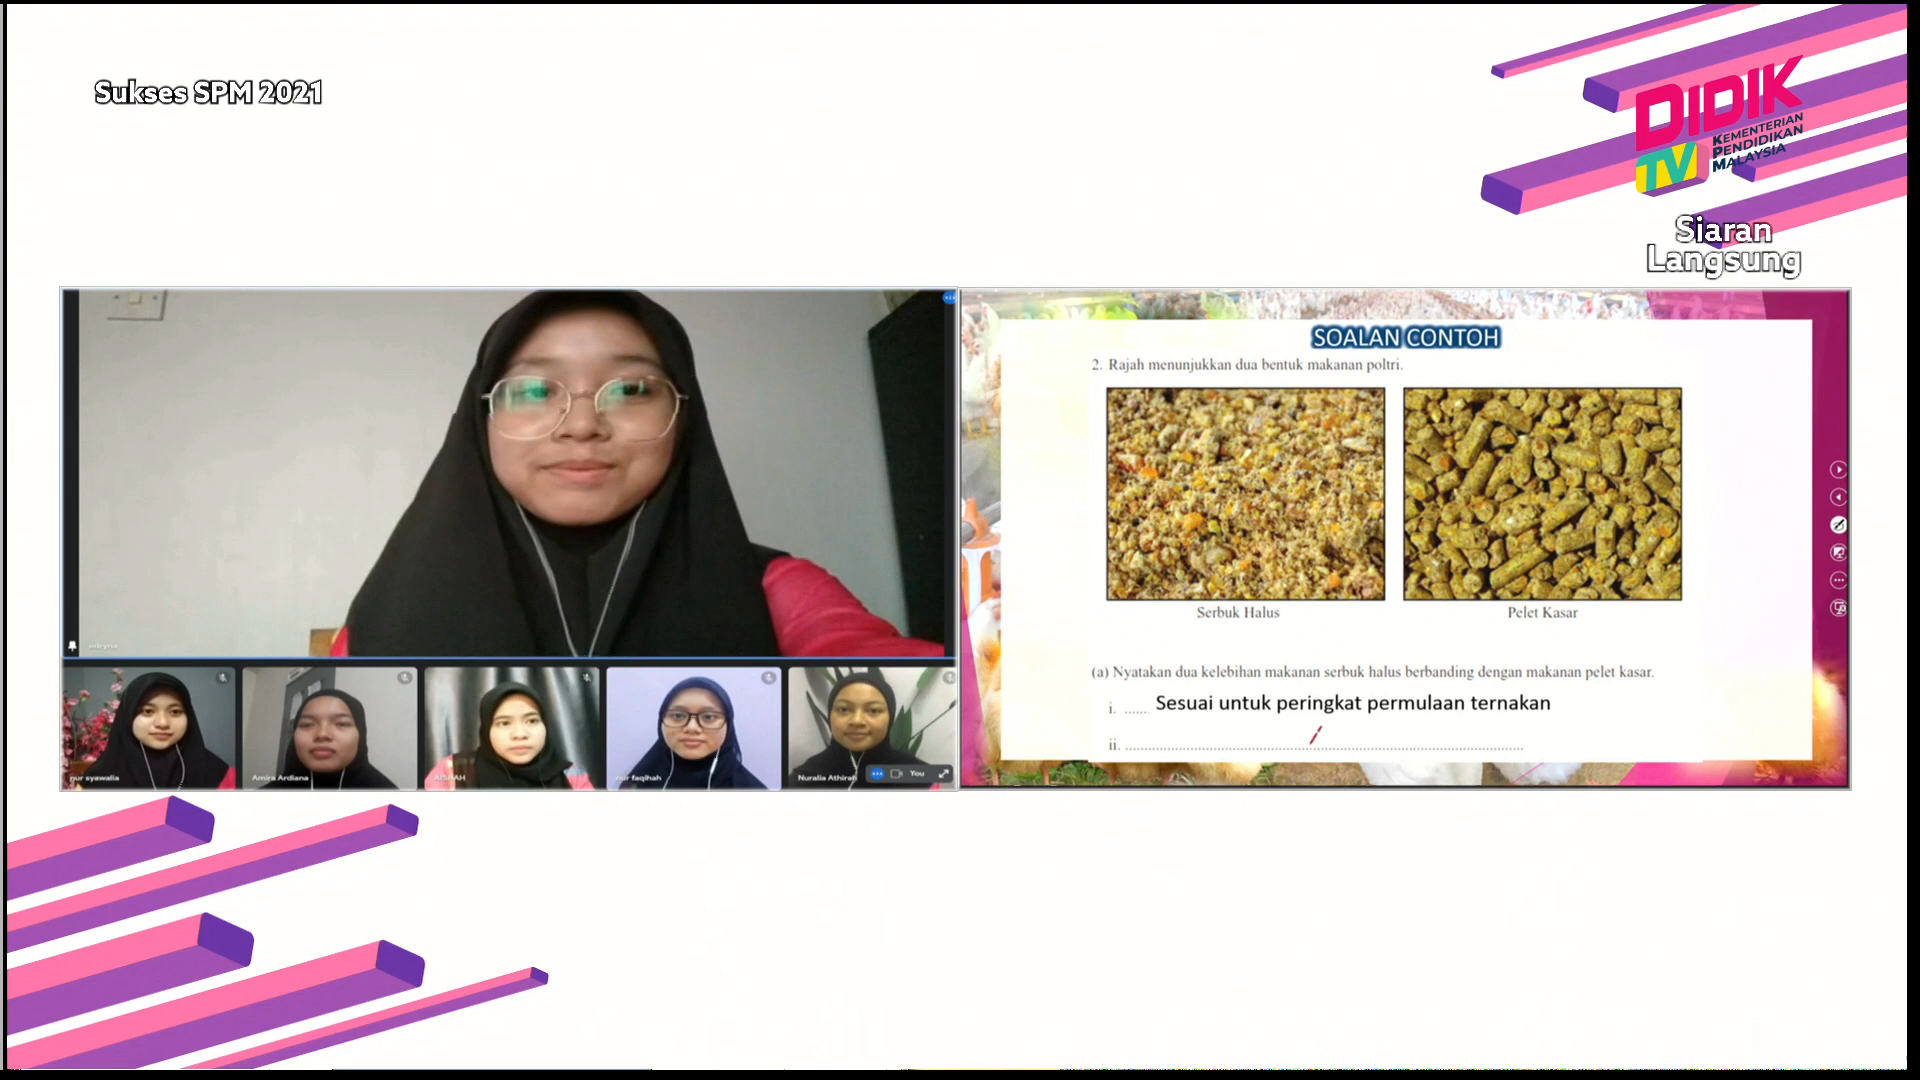 Sukses SPM 2021
DIDIK
TV
KEMENTERIAN
PENDIDIKAN
MALAYSIA
Siaran
Langsung
nur syawalia
Amira Ardiana
AISHAH
nur faqihah
Nuralia Athirah
You
SOALAN CONTOH
2. Rajah menunjukkan dua bentuk makanan poltri.
Serbuk Halus
Pelet Kasar
(a) Nyatakan dua kelebihan makanan serbuk halus berbanding dengan makanan pelet kasar.
i. ...... Sesuai untuk peringkat permulaan ternakan
ii. ......................................................................................................